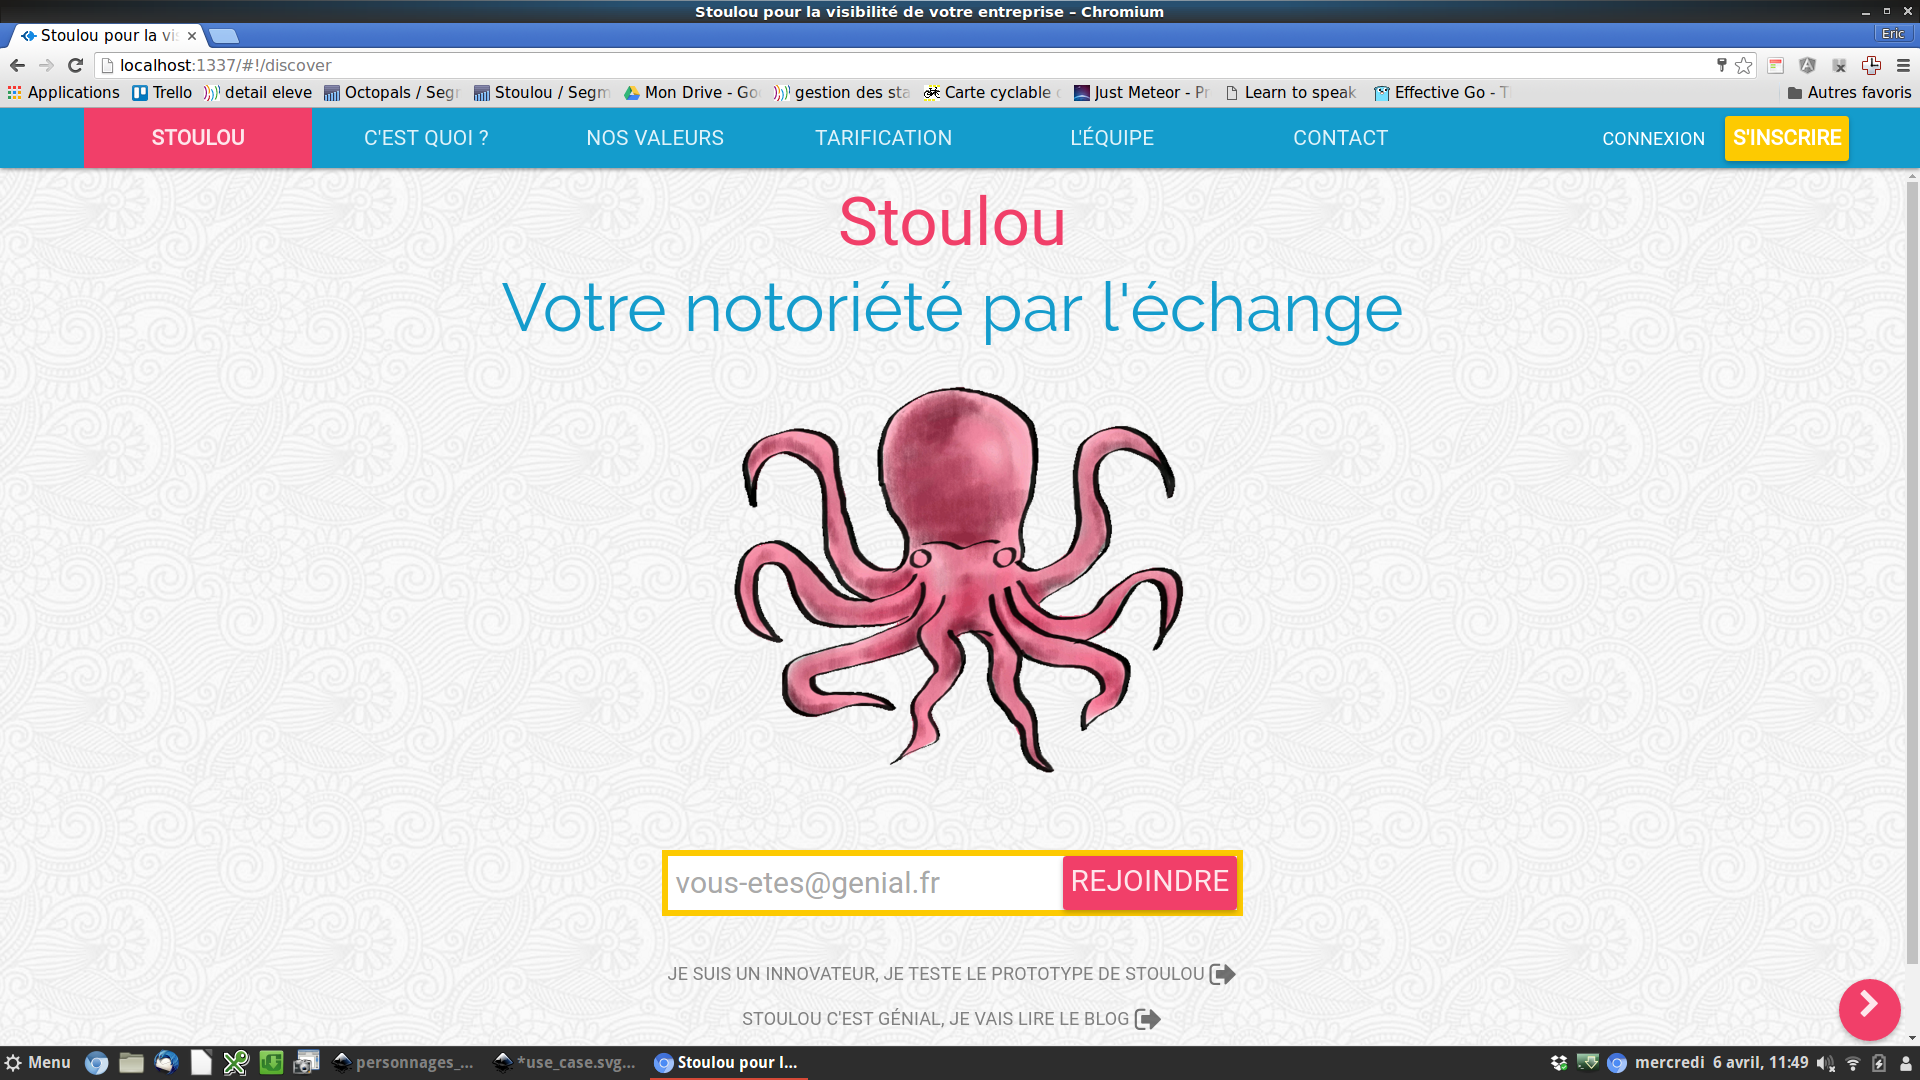 Stoulou pour la visibilité de votre entreprise – Chromium
Stoulou pour la vi
Eric
localhost:1337/#!/discover
Applications Trello detail eleve Octopals / Segm Stoulou / Segm Mon Drive - Go gestion des sta Carte cyclable Just Meteor - Pr Learn to speak Effective Go - T Autres favoris
STOULOU C'EST QUOI ? NOS VALEURS TARIFICATION L'ÉQUIPE CONTACT CONNEXION S'INSCRIRE
Stoulou
Votre notoriété par l'échange
vous-etes@genial.fr REJOINDRE
JE SUIS UN INNOVATEUR, JE TESTE LE PROTOTYPE DE STOULOU
STOULOU C'EST GÉNIAL, JE VAIS LIRE LE BLOG
Menu personnages_... *use_case.svg... Stoulou pour l... mercredi 6 avril, 11:49